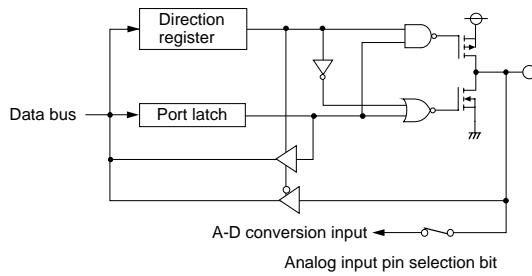 Direction
register
Data bus
Port latch
A-D conversion input
Analog input pin selection bit